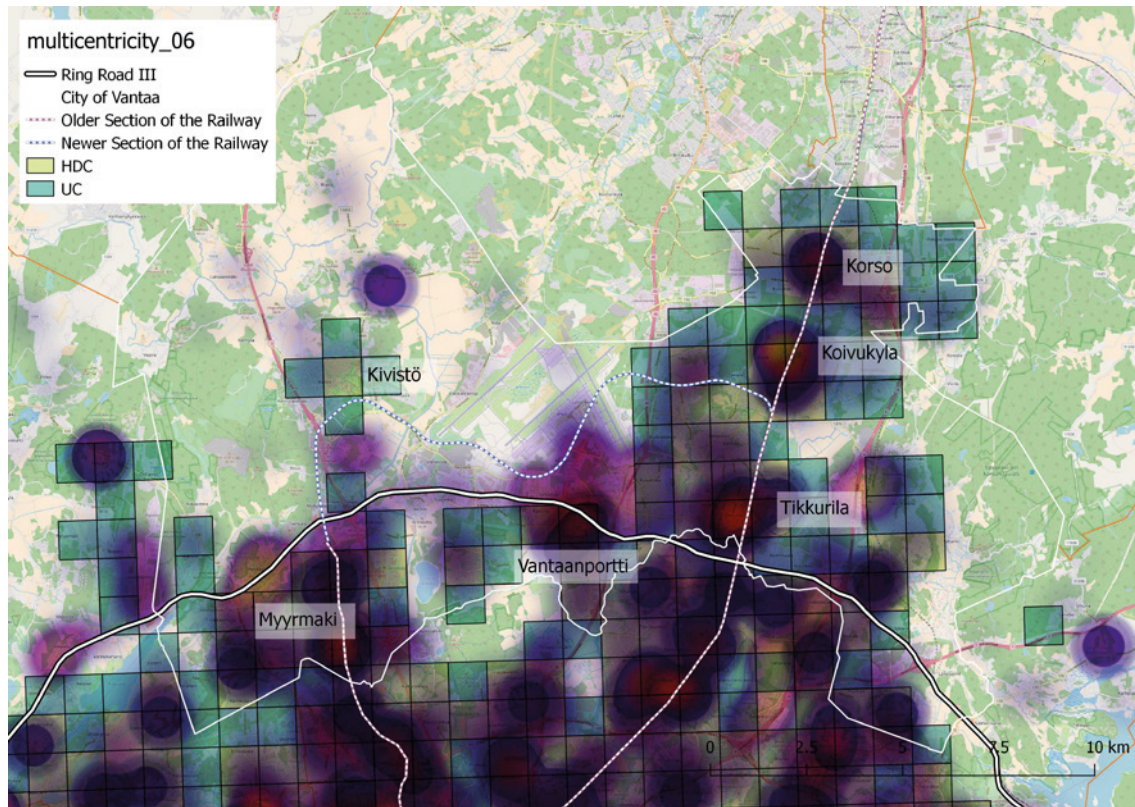 multicentricity_06
Ring Road III
City of Vantaa
Older Section of the Railway
Newer Section of the Railway
HDC
UC
Korso
Koivukyla
Kivistö
Tikkurila
Vantaanportti
Myyrmaki
0 2.5 5 7.5 10 km